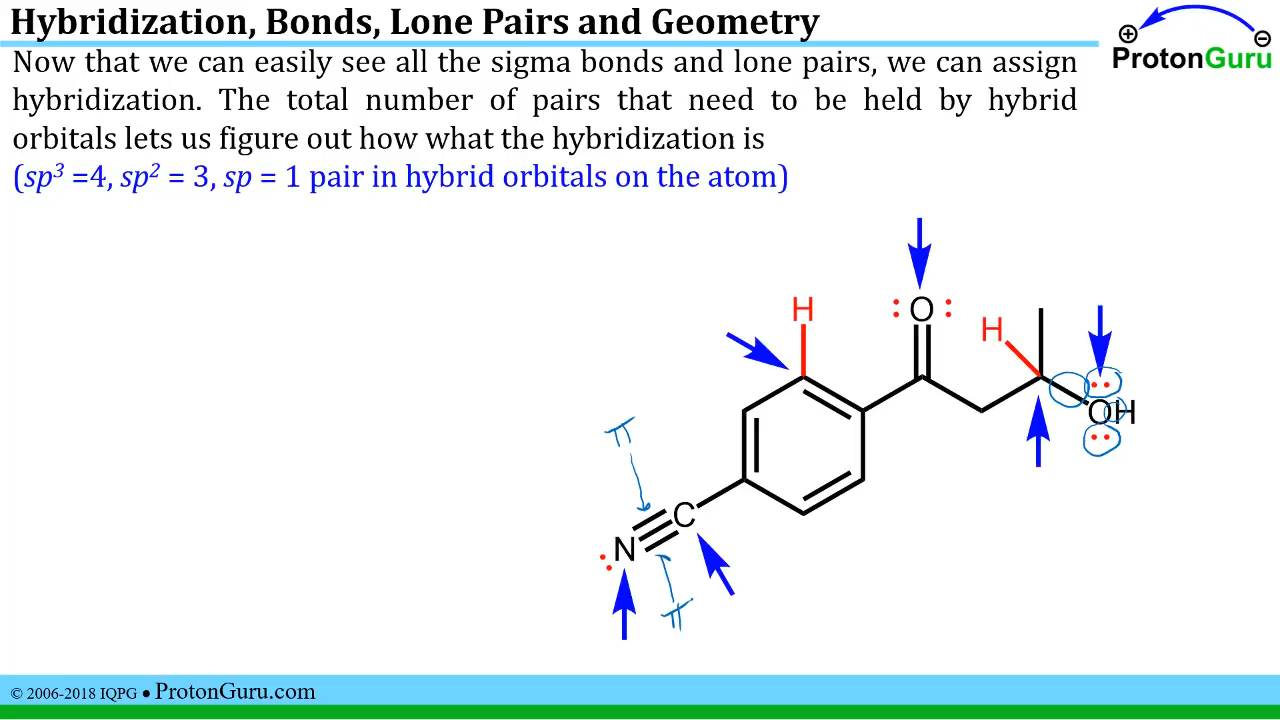 Hybridization, Bonds, Lone Pairs and Geometry
ProtonGuru
Now that we can easily see all the sigma bonds and lone pairs, we can assign
hybridization. The total number of pairs that need to be held by hybrid
orbitals lets us figure out how what the hybridization is
(sp³ =4, sp² = 3, sp = 1 pair in hybrid orbitals on the atom)
H
:O:
H
OH
π
C
N
π
© 2006-2018 IQPG ● ProtonGuru.com